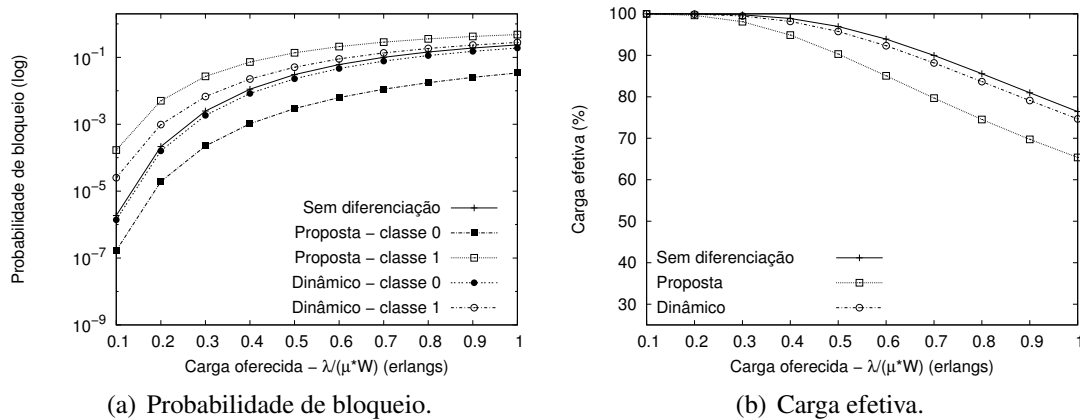 Probabilidade de bloqueio (log)
10−1
10−3
10−5
10−7
10−9
Sem diferenciação
Proposta − classe 0
Proposta − classe 1
Dinâmico − classe 0
Dinâmico − classe 1
0.1 0.2 0.3 0.4 0.5 0.6 0.7 0.8 0.9 1
Carga oferecida − λ/(μ*W) (erlangs)
(a) Probabilidade de bloqueio.
Carga efetiva (%)
100
90
80
70
60
50
40
30
Sem diferenciação
Proposta
Dinâmico
0.1 0.2 0.3 0.4 0.5 0.6 0.7 0.8 0.9 1
Carga oferecida − λ/(μ*W) (erlangs)
(b) Carga efetiva.